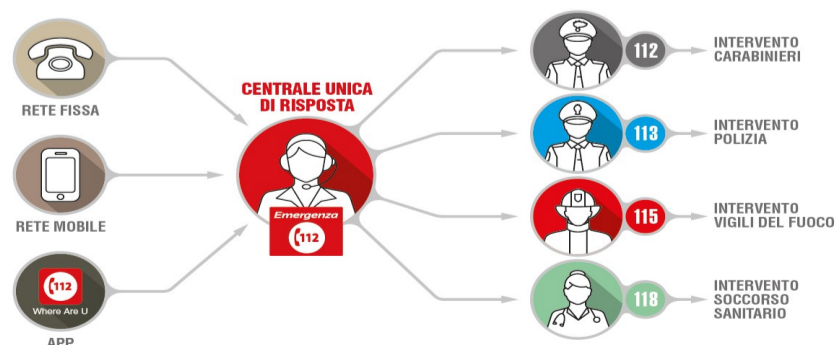 RETE FISSA
RETE MOBILE
112
Where Are U
APP
CENTRALE UNICA
DI RISPOSTA
Emergenza
112
112
INTERVENTO
CARABINIERI
113
INTERVENTO
POLIZIA
115
INTERVENTO
VIGILI DEL FUOCO
118
INTERVENTO
SOCCORSO
SANITARIO